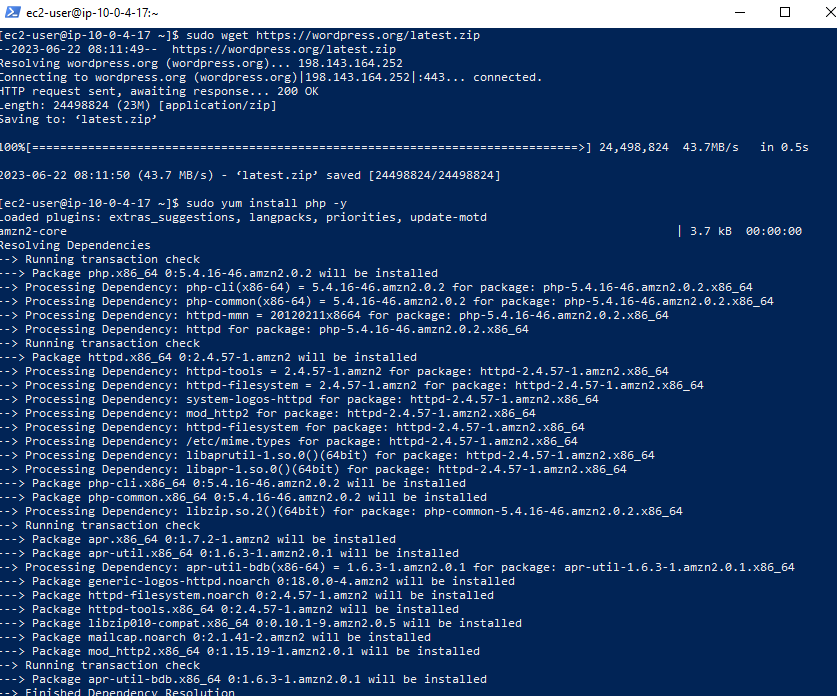 ec2-user@ip-10-0-4-17:~
[ec2-user@ip-10-0-4-17 ~]$ sudo wget https://wordpress.org/latest.zip
--2023-06-22 08:11:49--  https://wordpress.org/latest.zip
Resolving wordpress.org (wordpress.org)... 198.143.164.252
Connecting to wordpress.org (wordpress.org)|198.143.164.252|:443... connected.
HTTP request sent, awaiting response... 200 OK
Length: 24498824 (23M) [application/zip]
Saving to: ‘latest.zip’
100%[==============================================================================>] 24,498,824  43.7MB/s   in 0.5s
2023-06-22 08:11:50 (43.7 MB/s) - ‘latest.zip’ saved [24498824/24498824]
[ec2-user@ip-10-0-4-17 ~]$ sudo yum install php -y
Loaded plugins: extras_suggestions, langpacks, priorities, update-motd
amzn2-core | 3.7 kB  00:00:00
Resolving Dependencies
--> Running transaction check
---> Package php.x86_64 0:5.4.16-46.amzn2.0.2 will be installed
--> Processing Dependency: php-cli(x86-64) = 5.4.16-46.amzn2.0.2 for package: php-5.4.16-46.amzn2.0.2.x86_64
--> Processing Dependency: php-common(x86-64) = 5.4.16-46.amzn2.0.2 for package: php-5.4.16-46.amzn2.0.2.x86_64
--> Processing Dependency: httpd-mmn = 20120211x8664 for package: php-5.4.16-46.amzn2.0.2.x86_64
--> Processing Dependency: httpd for package: php-5.4.16-46.amzn2.0.2.x86_64
--> Running transaction check
---> Package httpd.x86_64 0:2.4.57-1.amzn2 will be installed
--> Processing Dependency: httpd-tools = 2.4.57-1.amzn2 for package: httpd-2.4.57-1.amzn2.x86_64
--> Processing Dependency: httpd-filesystem = 2.4.57-1.amzn2 for package: httpd-2.4.57-1.amzn2.x86_64
--> Processing Dependency: system-logos-httpd for package: httpd-2.4.57-1.amzn2.x86_64
--> Processing Dependency: mod_http2 for package: httpd-2.4.57-1.amzn2.x86_64
--> Processing Dependency: httpd-filesystem for package: httpd-2.4.57-1.amzn2.x86_64
--> Processing Dependency: /etc/mime.types for package: httpd-2.4.57-1.amzn2.x86_64
--> Processing Dependency: libaprutil-1.so.0()(64bit) for package: httpd-2.4.57-1.amzn2.x86_64
--> Processing Dependency: libapr-1.so.0()(64bit) for package: httpd-2.4.57-1.amzn2.x86_64
---> Package php-cli.x86_64 0:5.4.16-46.amzn2.0.2 will be installed
---> Package php-common.x86_64 0:5.4.16-46.amzn2.0.2 will be installed
--> Processing Dependency: libzip.so.2()(64bit) for package: php-common-5.4.16-46.amzn2.0.2.x86_64
--> Running transaction check
---> Package apr.x86_64 0:1.7.2-1.amzn2 will be installed
---> Package apr-util.x86_64 0:1.6.3-1.amzn2.0.1 will be installed
--> Processing Dependency: apr-util-bdb(x86-64) = 1.6.3-1.amzn2.0.1 for package: apr-util-1.6.3-1.amzn2.0.1.x86_64
---> Package generic-logos-httpd.noarch 0:18.0.0-4.amzn2 will be installed
---> Package httpd-filesystem.noarch 0:2.4.57-1.amzn2 will be installed
---> Package httpd-tools.x86_64 0:2.4.57-1.amzn2 will be installed
---> Package libzip010-compat.x86_64 0:0.10.1-9.amzn2.0.5 will be installed
---> Package mailcap.noarch 0:2.1.41-2.amzn2 will be installed
---> Package mod_http2.x86_64 0:1.15.19-1.amzn2.0.1 will be installed
--> Running transaction check
---> Package apr-util-bdb.x86_64 0:1.6.3-1.amzn2.0.1 will be installed
--> Finished Dependency Resolution